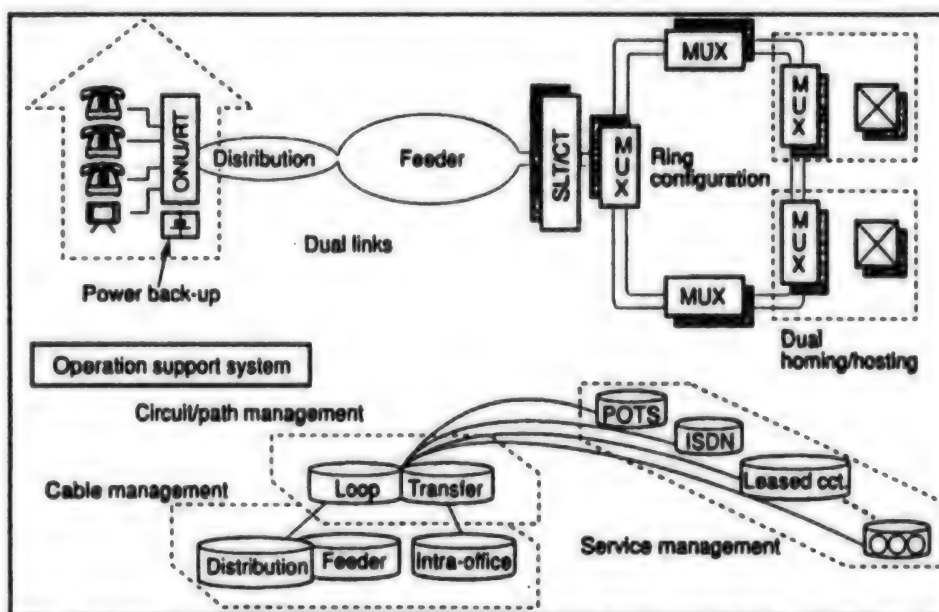 MUX
MUX
ONU/RT
Distribution
Feeder
SLT/CT
MUX
Ring
configuration
Dual links
MUX
Power back-up
MUX
Dual
homing/hosting
Operation support system
Circuit/path management
POTS
ISDN
Leased cct.
Loop
Transfer
Cable management
Distribution
Feeder
Intra-office
Service management